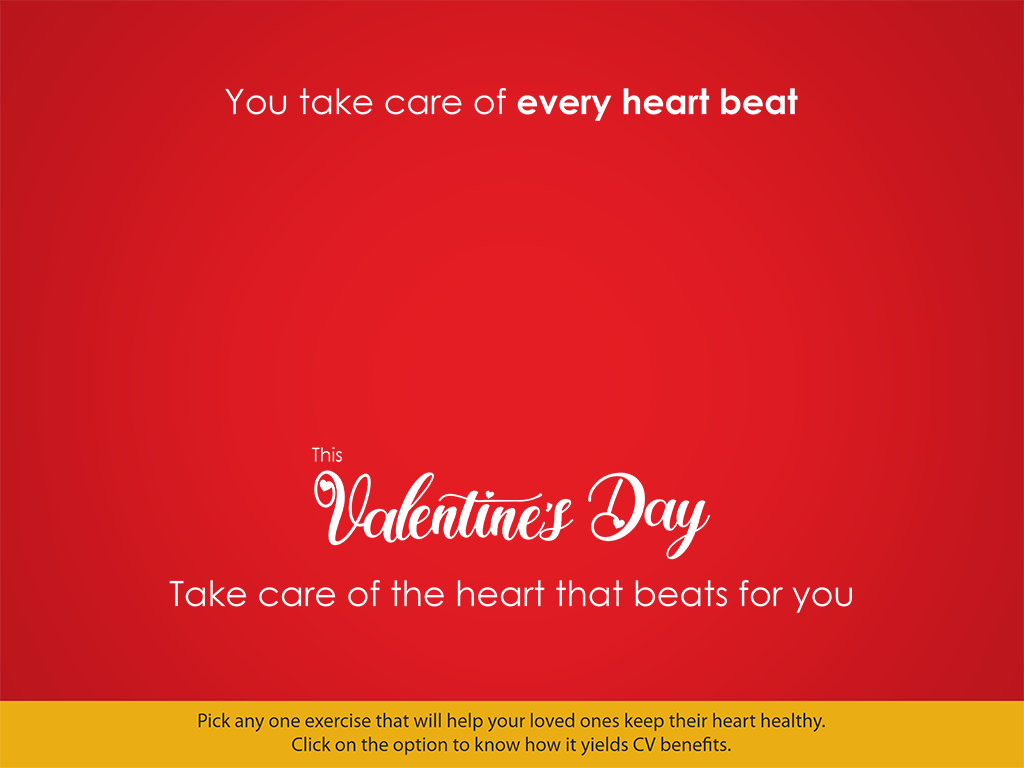 You take care of every heart beat
This
Valentine's Day
Take care of the heart that beats for you
Pick any one exercise that will help your loved ones keep their heart healthy.
Click on the option to know how it yields CV benefits.